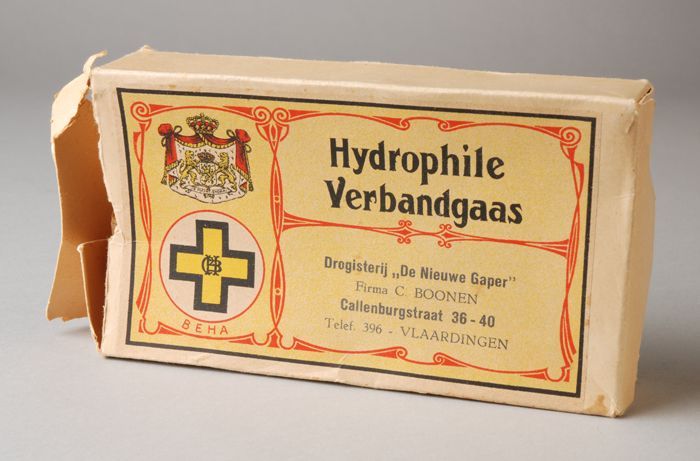 Hydrophile
Verbandgaas
Drogisterij „De Nieuwe Gaper"
Firma C. BOONEN
Callenburgstraat 36-40
Telef. 396 - VLAARDINGEN
BEHA